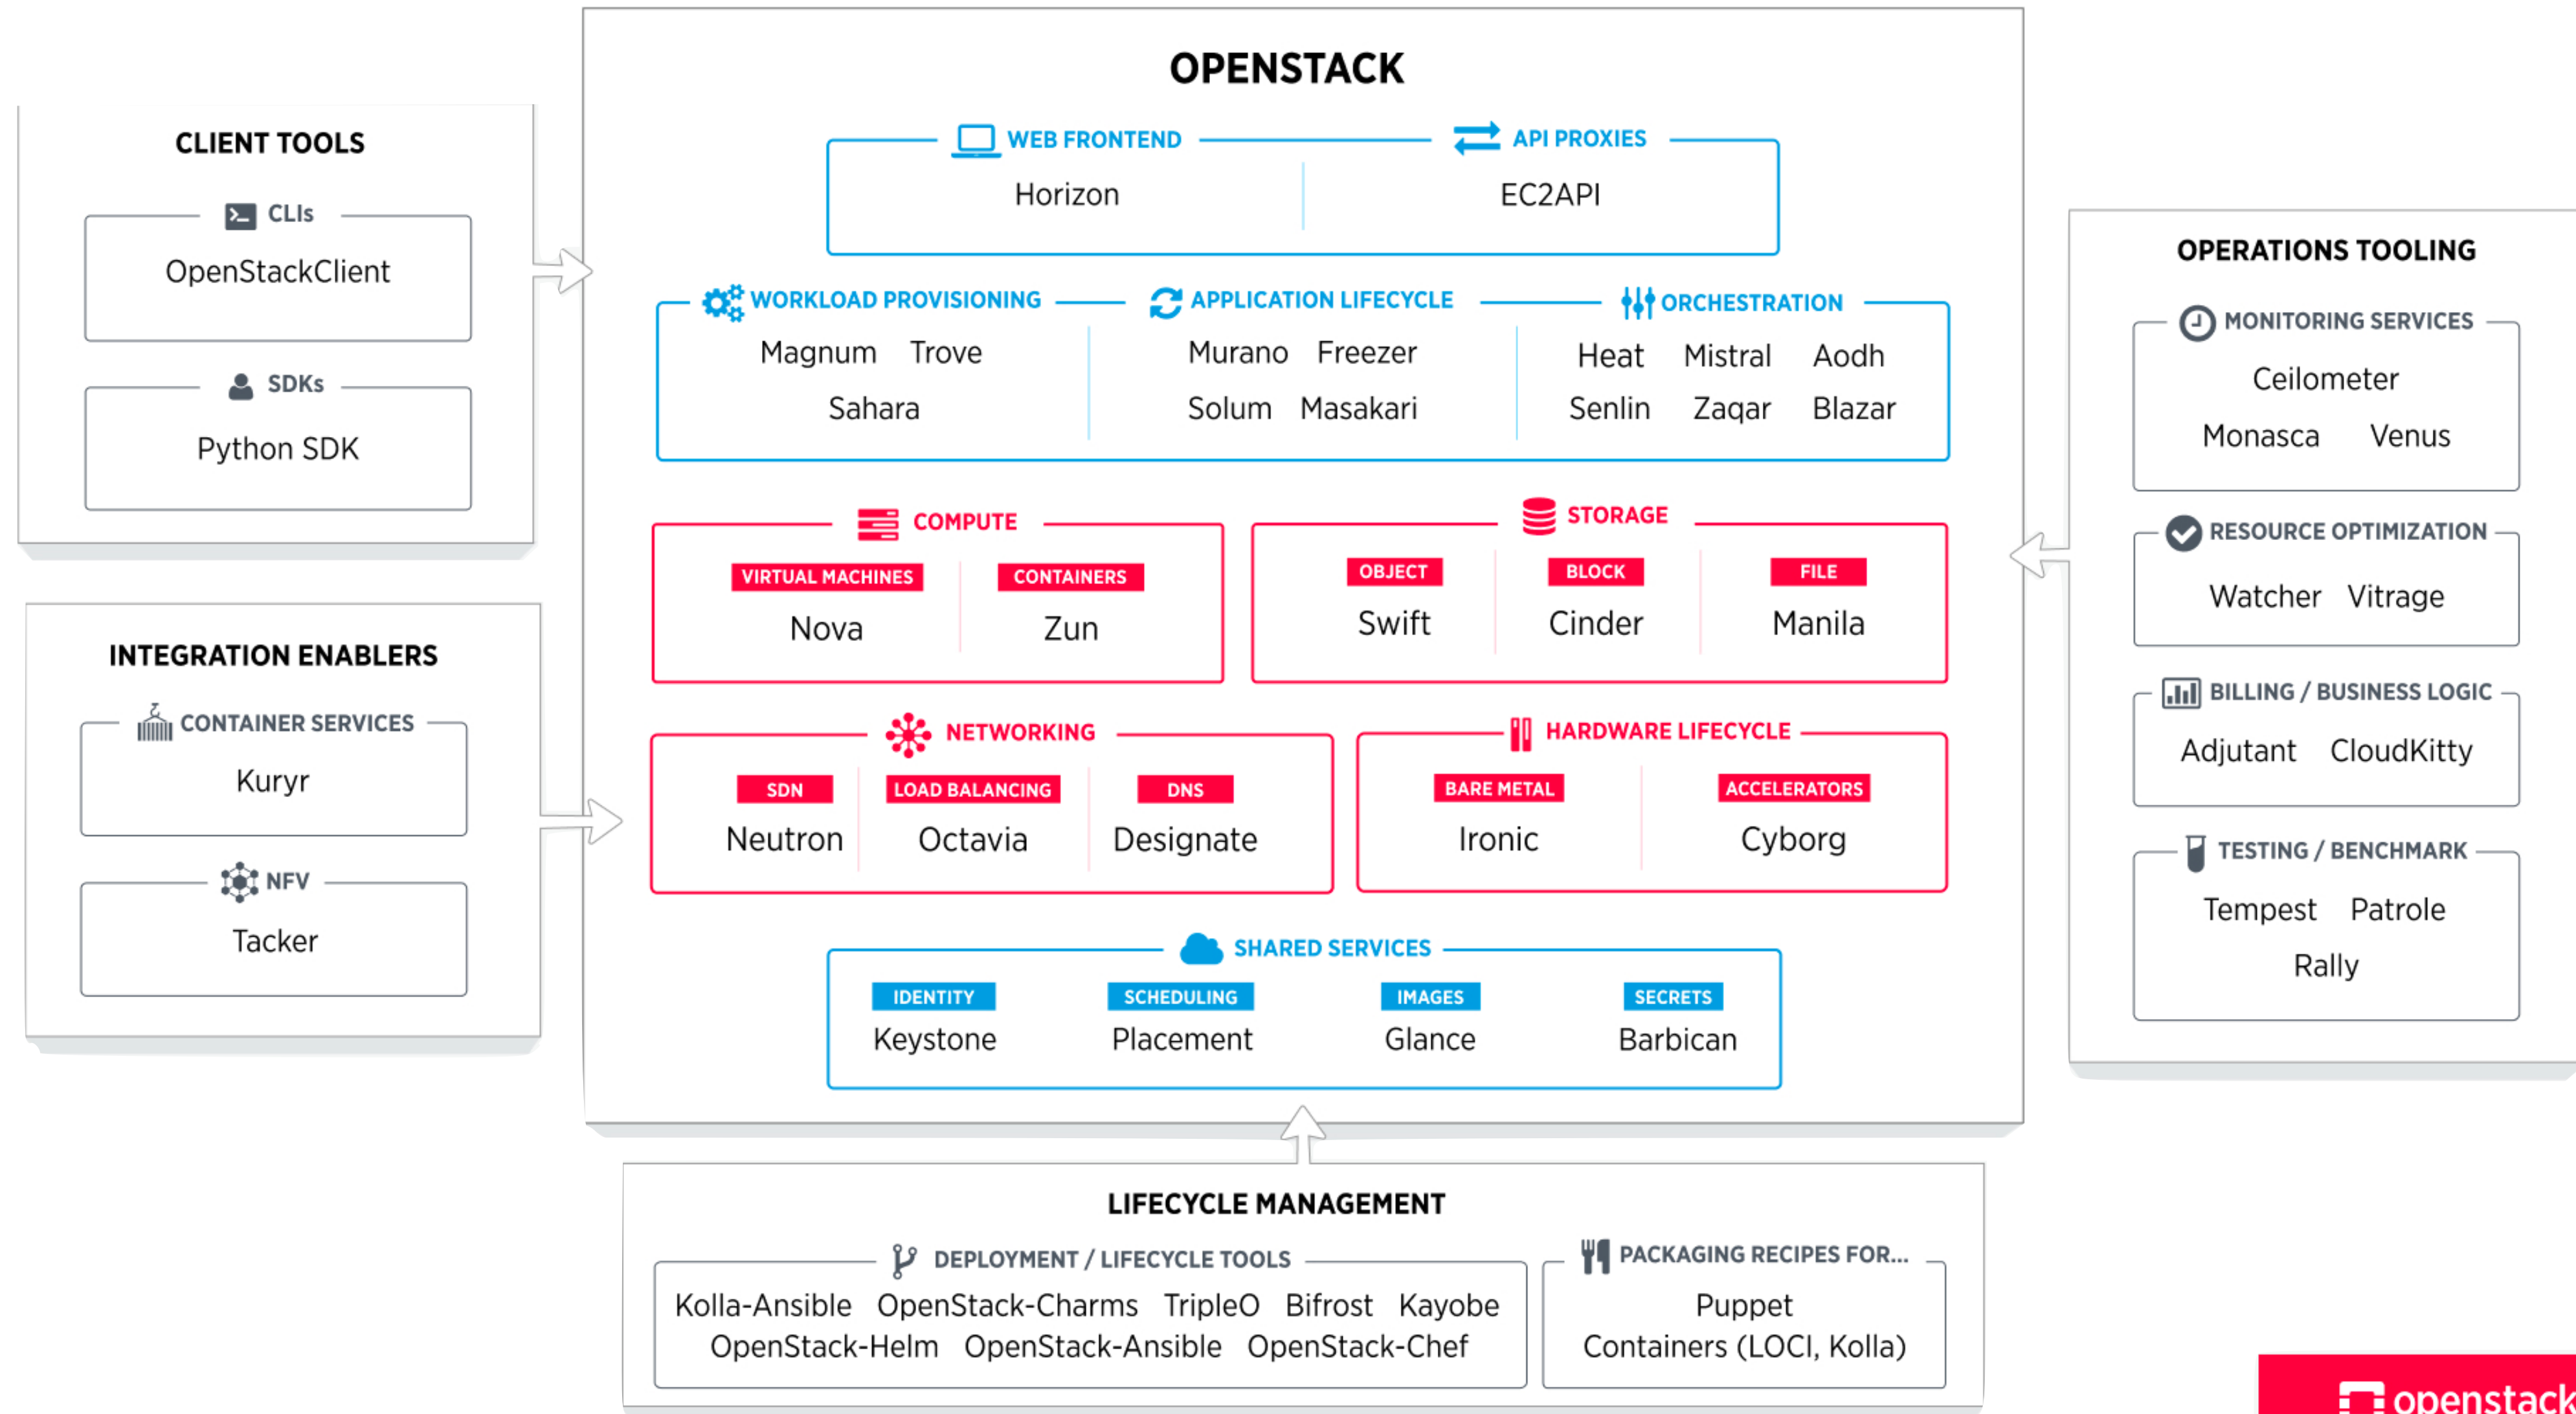 OPENSTACK
CLIENT TOOLS
CLIs
OpenStackClient
SDKs
Python SDK
INTEGRATION ENABLERS
CONTAINER SERVICES
Kuryr
NFV
Tacker
WEB FRONTEND
Horizon
API PROXIES
EC2API
WORKLOAD PROVISIONING
Magnum Trove
Sahara
APPLICATION LIFECYCLE
Murano Freezer
Solum Masakari
ORCHESTRATION
Heat Mistral Aodh
Senlin Zaqar Blazar
COMPUTE
VIRTUAL MACHINES
Nova
CONTAINERS
Zun
STORAGE
OBJECT
Swift
BLOCK
Cinder
FILE
Manila
NETWORKING
SDN
Neutron
LOAD BALANCING
Octavia
DNS
Designate
HARDWARE LIFECYCLE
BARE METAL
Ironic
ACCELERATORS
Cyborg
SHARED SERVICES
IDENTITY
Keystone
SCHEDULING
Placement
IMAGES
Glance
SECRETS
Barbican
OPERATIONS TOOLING
MONITORING SERVICES
Ceilometer
Monasca Venus
RESOURCE OPTIMIZATION
Watcher Vitrage
BILLING / BUSINESS LOGIC
Adjutant CloudKitty
TESTING / BENCHMARK
Tempest Patrole
Rally
LIFECYCLE MANAGEMENT
DEPLOYMENT / LIFECYCLE TOOLS
Kolla-Ansible OpenStack-Charms TripleO Bifrost Kayobe
OpenStack-Helm OpenStack-Ansible OpenStack-Chef
PACKAGING RECIPES FOR...
Puppet
Containers (LOCI, Kolla)
openstack